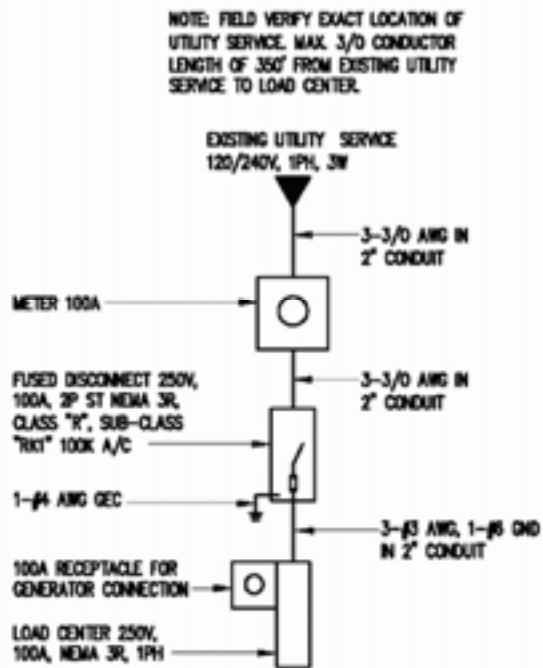 NOTE: FIELD VERIFY EXACT LOCATION OF
UTILITY SERVICE. MAX. 3/0 CONDUCTOR
LENGTH OF 350' FROM EXISTING UTILITY
SERVICE TO LOAD CENTER.
EXISTING UTILITY SERVICE
120/240V, 1PH, 3W
3-3/0 AWG IN
2" CONDUIT
METER 100A
3-3/0 AWG IN
2" CONDUIT
FUSED DISCONNECT 250V,
100A, 2P ST NEMA 3R,
CLASS "R", SUB-CLASS
"RK1" 100K A/C
1-#4 AWG GEC
3-#3 AWG, 1-#8 GND
IN 2" CONDUIT
100A RECEPTACLE FOR
GENERATOR CONNECTION
LOAD CENTER 250V,
100A, NEMA 3R, 1PH